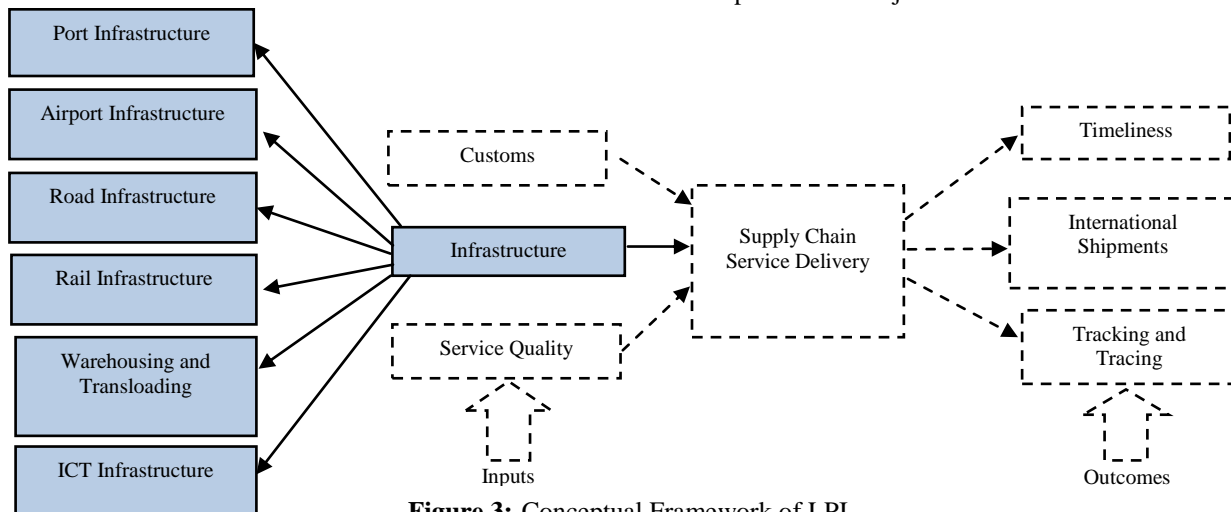 Port Infrastructure
Airport Infrastructure
Road Infrastructure
Rail Infrastructure
Warehousing and
Transloading
ICT Infrastructure
Customs
Infrastructure
Service Quality
Inputs
Supply Chain
Service Delivery
Timeliness
International
Shipments
Tracking and
Tracing
Outcomes
Figure 3: Conceptual Framework of LPI